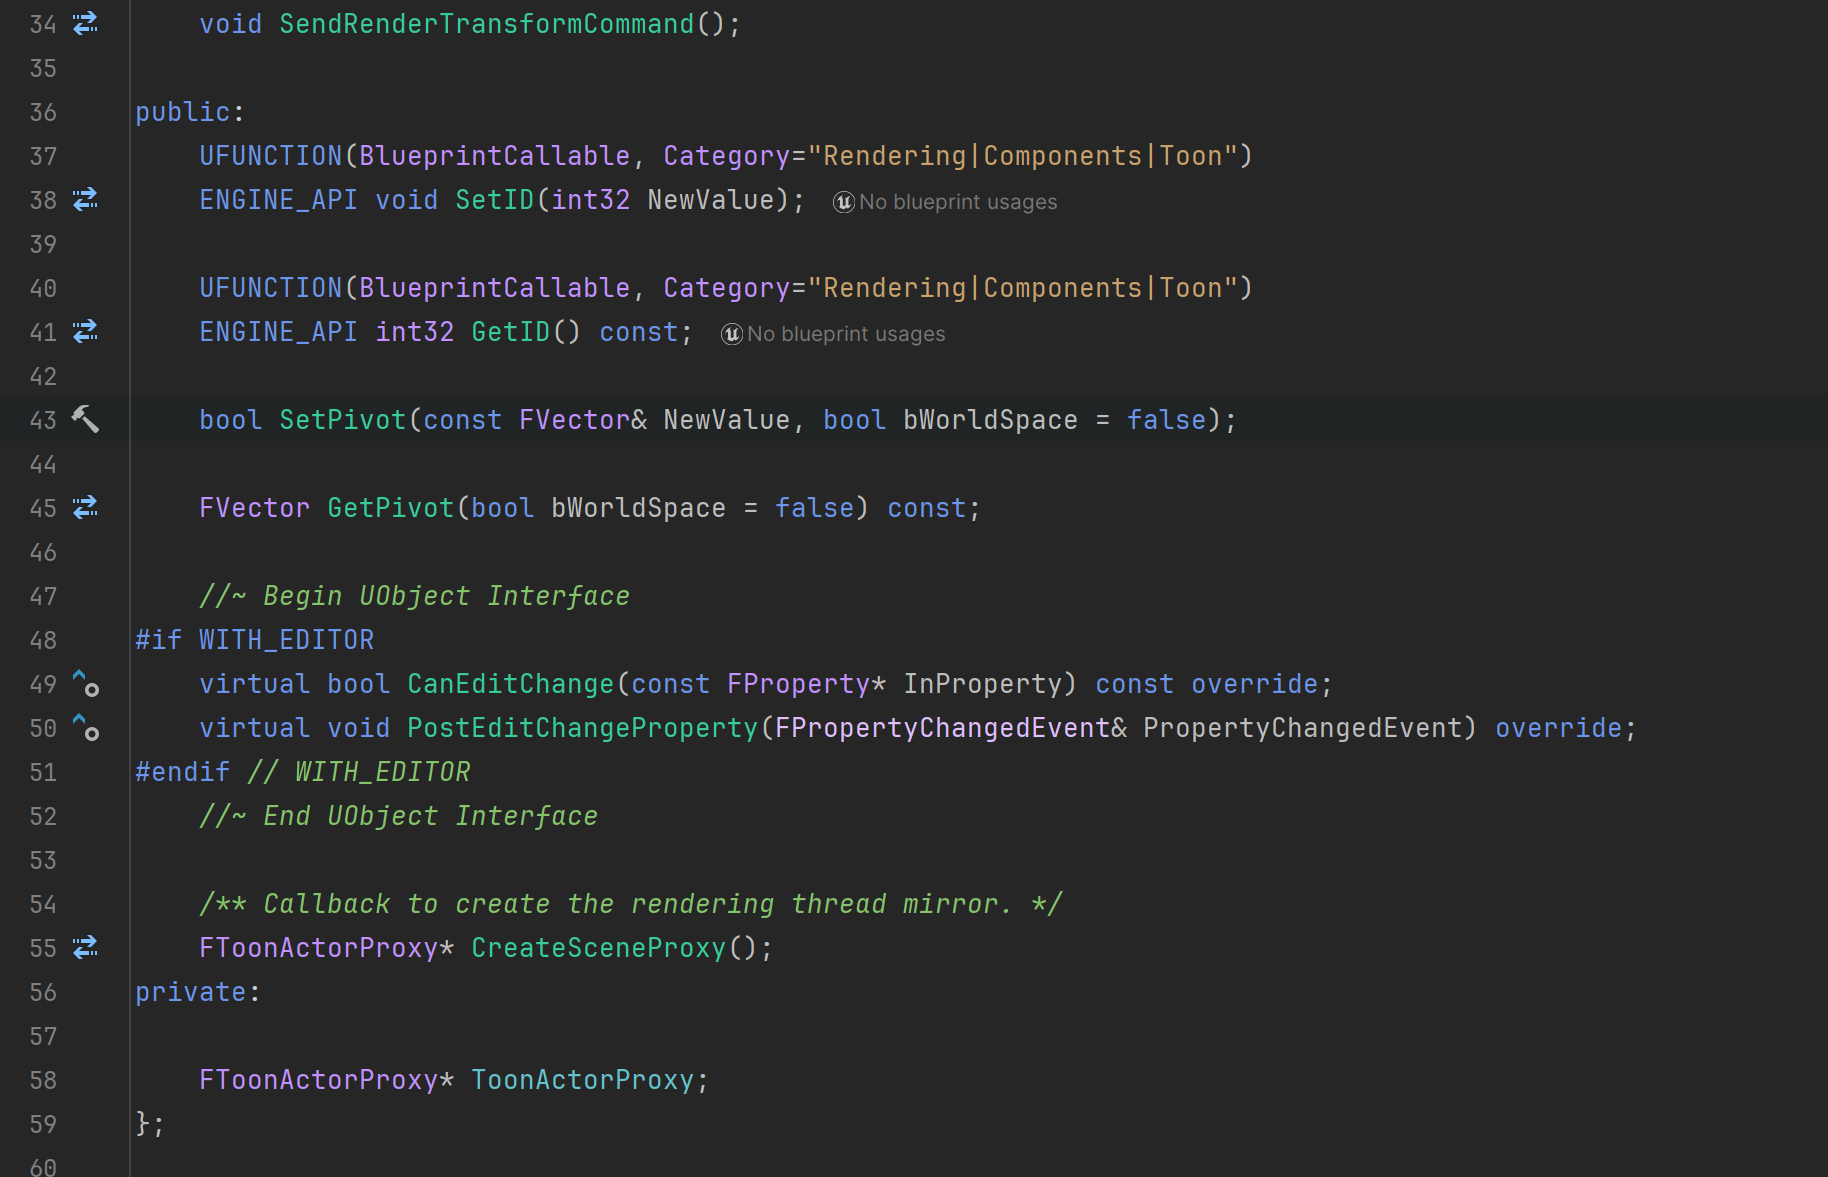 34 void SendRenderTransformCommand();
35
36 public:
37 UFUNCTION(BlueprintCallable, Category="Rendering|Components|Toon")
38 ENGINE_API void SetID(int32 NewValue); No blueprint usages
39
40 UFUNCTION(BlueprintCallable, Category="Rendering|Components|Toon")
41 ENGINE_API int32 GetID() const; No blueprint usages
42
43 bool SetPivot(const FVector& NewValue, bool bWorldSpace = false);
44
45 FVector GetPivot(bool bWorldSpace = false) const;
46
47 //~ Begin UObject Interface
48 #if WITH_EDITOR
49 virtual bool CanEditChange(const FProperty* InProperty) const override;
50 virtual void PostEditChangeProperty(FPropertyChangedEvent& PropertyChangedEvent) override;
51 #endif // WITH_EDITOR
52 //~ End UObject Interface
53
54 /** Callback to create the rendering thread mirror. */
55 FToonActorProxy* CreateSceneProxy();
56 private:
57
58 FToonActorProxy* ToonActorProxy;
59 };
60